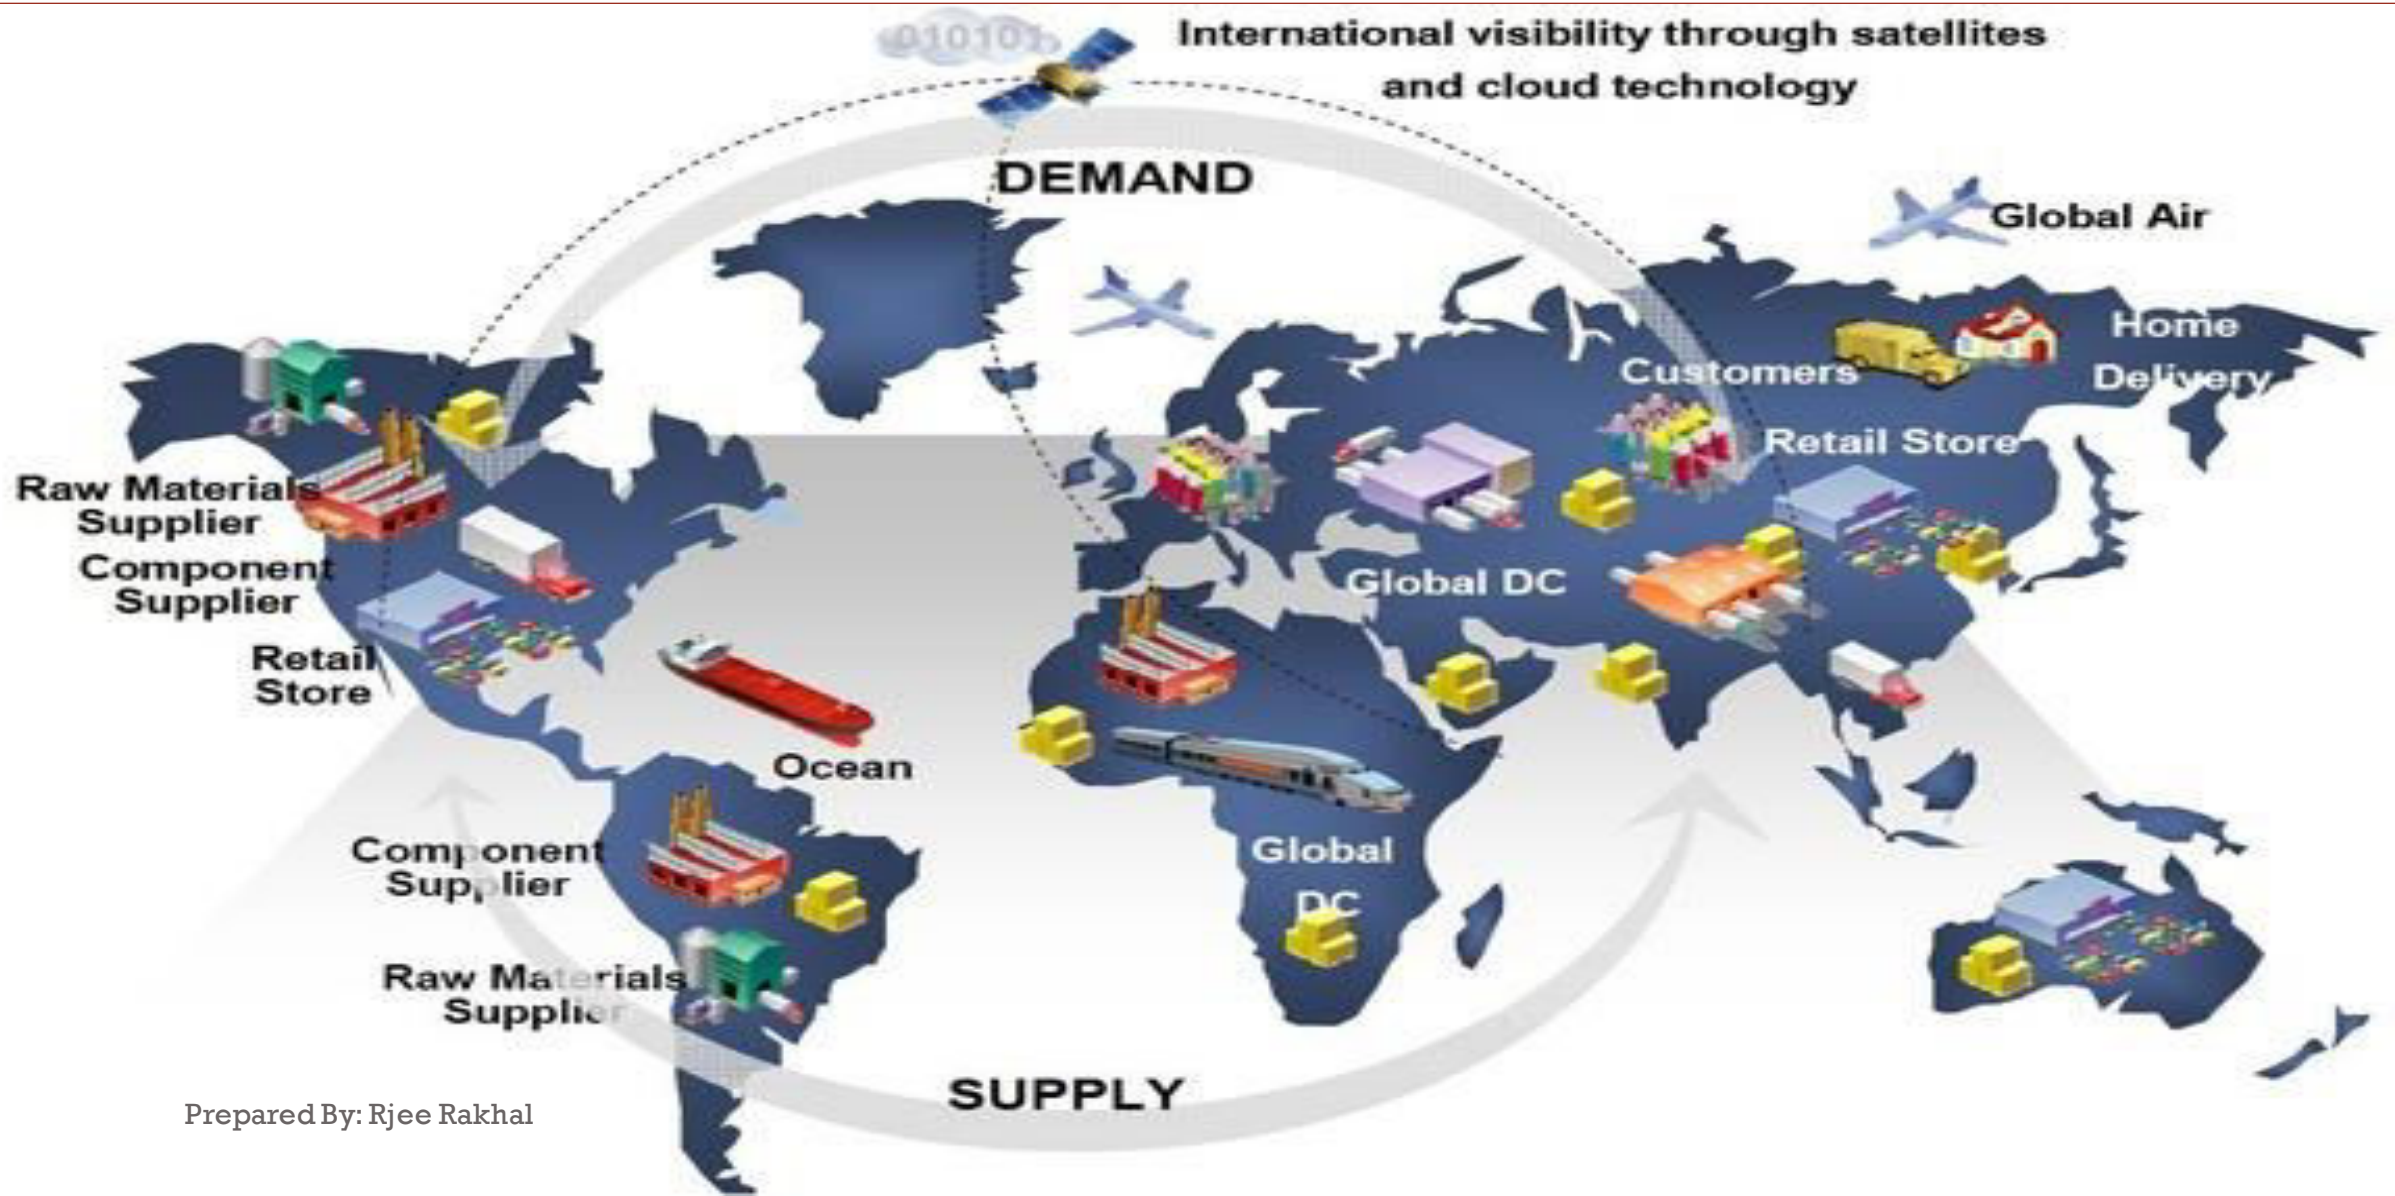 010101
International visibility through satellites
and cloud technology
DEMAND
Global Air
Home
Delivery
Customers
Retail Store
Raw Materials
Supplier
Component
Supplier
Global DC
Retail
Store
Ocean
Component
Supplier
Global
DC
Raw Materials
Supplier
SUPPLY
Prepared By: Rjee Rakhal